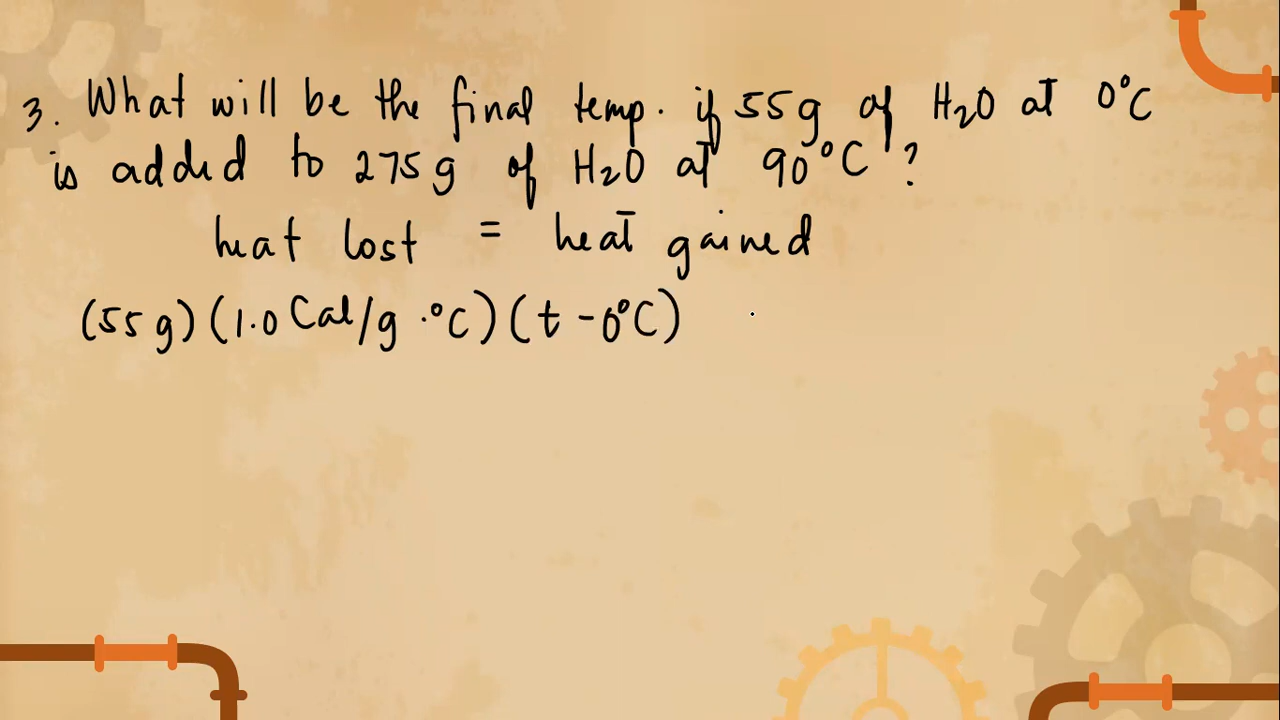 3. What will be the final temp. if 55g of H₂O at 0°C
is added to 275g of H₂O at 90°C ?
heat lost = heat gained
(55 g) (1.0 Cal/g ·°C) (t - 0°C)